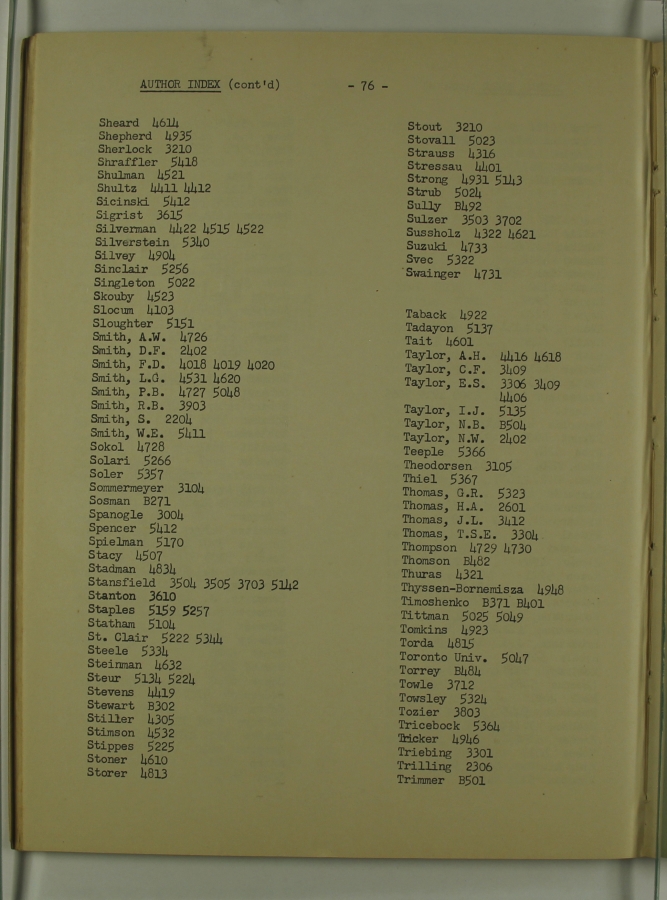 AUTHOR INDEX (cont'd)
- 76 -
Sheard 4614
Shepherd 4935
Sherlock 3210
Shraffler 5418
Shulman 4521
Shultz 4411 4412
Sicinski 5412
Sigrist 3615
Silverman 4422 4515 4522
Silverstein 5340
Silvey 4904
Sinclair 5256
Singleton 5022
Skouby 4523
Slocum 4103
Sloughter 5151
Smith, A.W. 4726
Smith, D.F. 2402
Smith, F.D. 4018 4019 4020
Smith, L.G. 4531 4620
Smith, P.B. 4727 5048
Smith, R.B. 3903
Smith, S. 2204
Smith, W.E. 5411
Sokol 4728
Solari 5266
Soler 5357
Sommermeyer 3104
Sosman B271
Spanogle 3004
Spencer 5412
Spielman 5170
Stacy 4507
Stadman 4834
Stansfield 3504 3505 3703 5142
Stanton 3610
Staples 5159 5257
Statham 5104
St. Clair 5222 5344
Steele 5334
Steinman 4632
Steur 5134 5224
Stevens 4419
Stewart B302
Stiller 4305
Stimson 4532
Stippes 5225
Stoner 4610
Storer 4813
Stout 3210
Stovall 5023
Strauss 4316
Stressau 4401
Strong 4931 5143
Strub 5024
Sully B492
Sulzer 3503 3702
Sussholz 4322 4621
Suzuki 4733
Svec 5322
Swainger 4731
Taback 4922
Tadayon 5137
Tait 4601
Taylor, A.H. 4416 4618
Taylor, C.F. 3409
Taylor, E.S. 3306 3409
4406
Taylor, I.J. 5135
Taylor, N.B. B504
Taylor, N.W. 2402
Teeple 5366
Theodorsen 3105
Thiel 5367
Thomas, G.R. 5323
Thomas, H.A. 2601
Thomas, J.L. 3412
Thomas, T.S.E. 3304
Thompson 4729 4730
Thomson B482
Thuras 4321
Thyssen-Bornemisza 4948
Timoshenko B371 B401
Tittman 5025 5049
Tomkins 4923
Torda 4815
Toronto Univ. 5047
Torrey B484
Towle 3712
Towsley 5324
Tozier 3803
Tricebock 5364
Tricker 4946
Triebing 3301
Trilling 2306
Trimmer B501